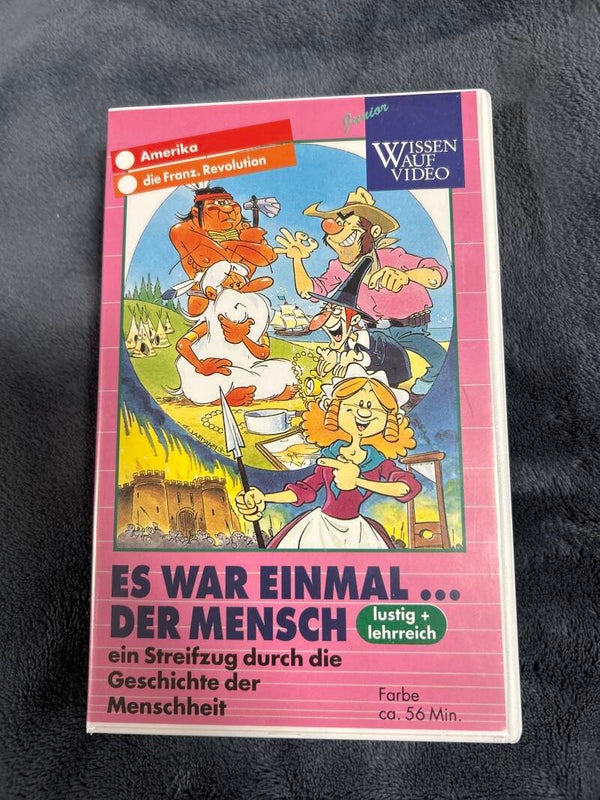 Junior
WISSEN
AUF
VIDEO
Amerika
die Franz. Revolution
ES WAR EINMAL ...
DER MENSCH
lustig +
lehrreich
ein Streifzug durch die
Geschichte der
Menschheit
Farbe
ca. 56 Min.